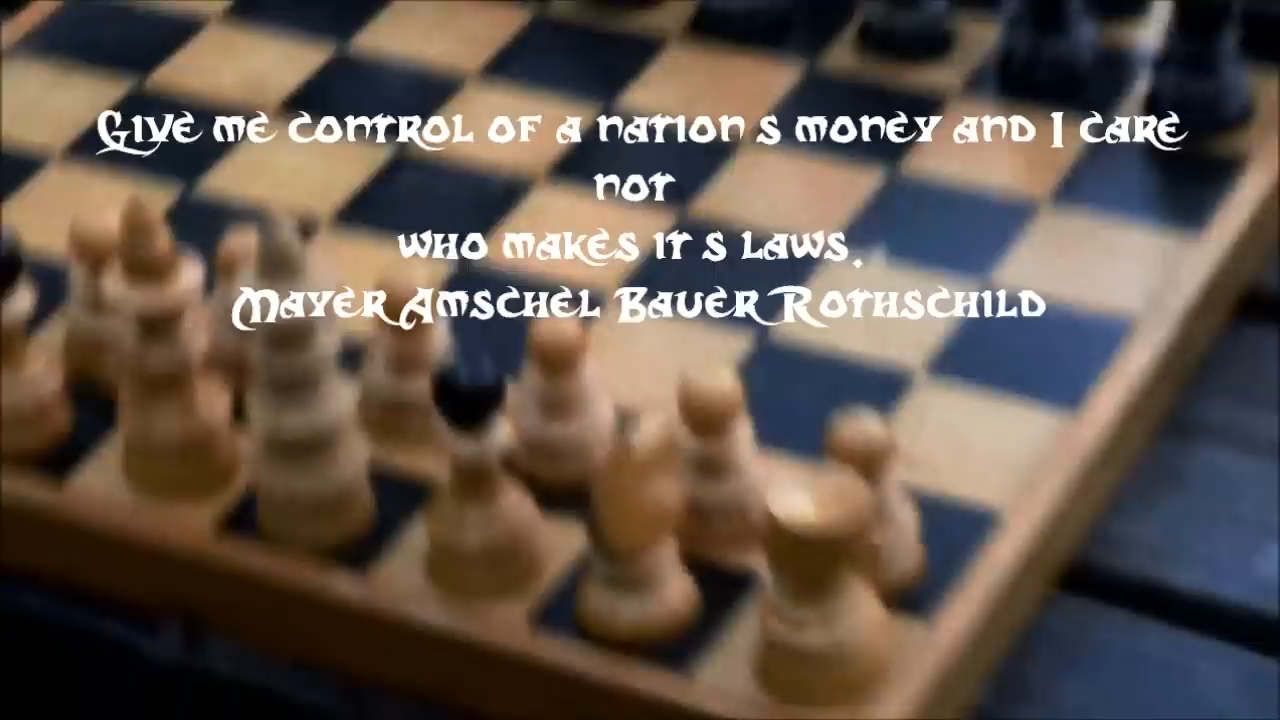 Give me control of a nation s money and I care
not
who makes it s laws.
Mayer Amschel Bauer Rothschild